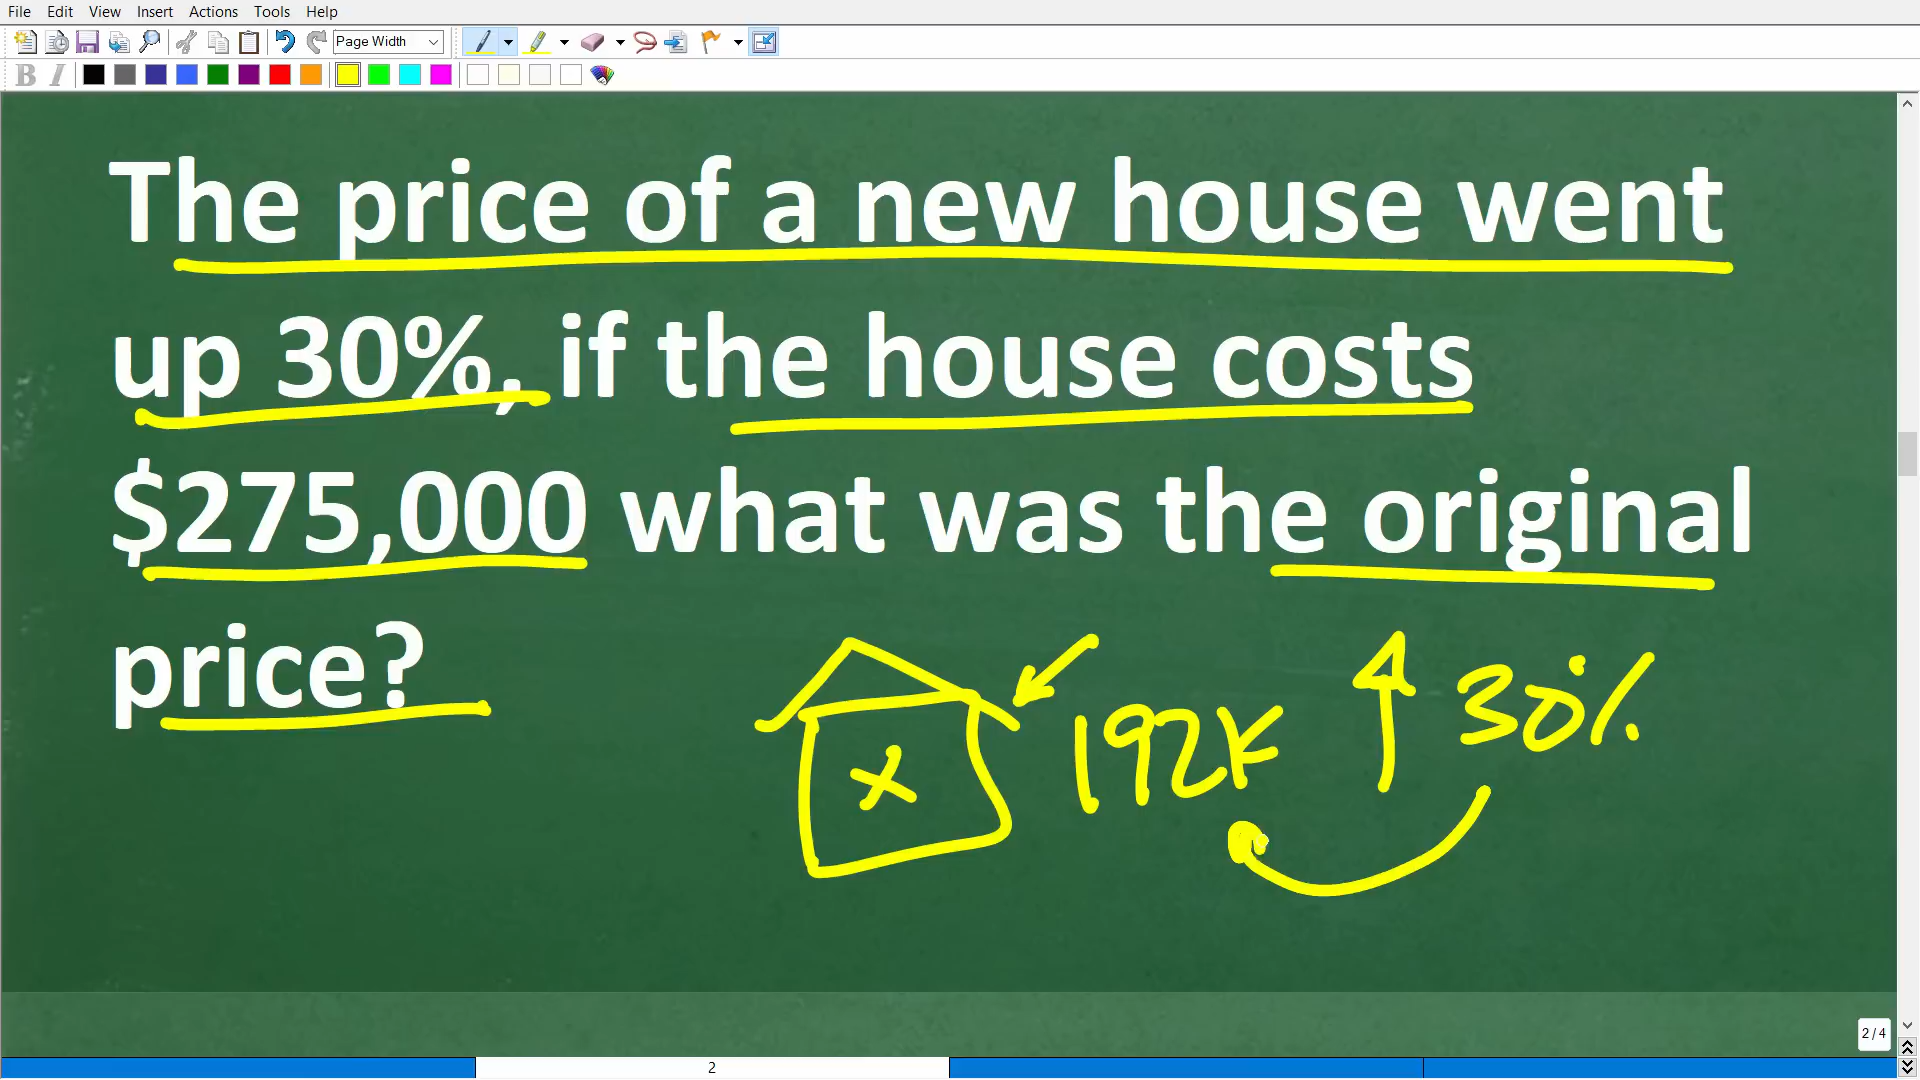 File Edit View Insert Actions Tools Help
Page Width
B I
The price of a new house went
up 30%, if the house costs
$275,000 what was the original
price?
x 192K 30%
2 / 4
2